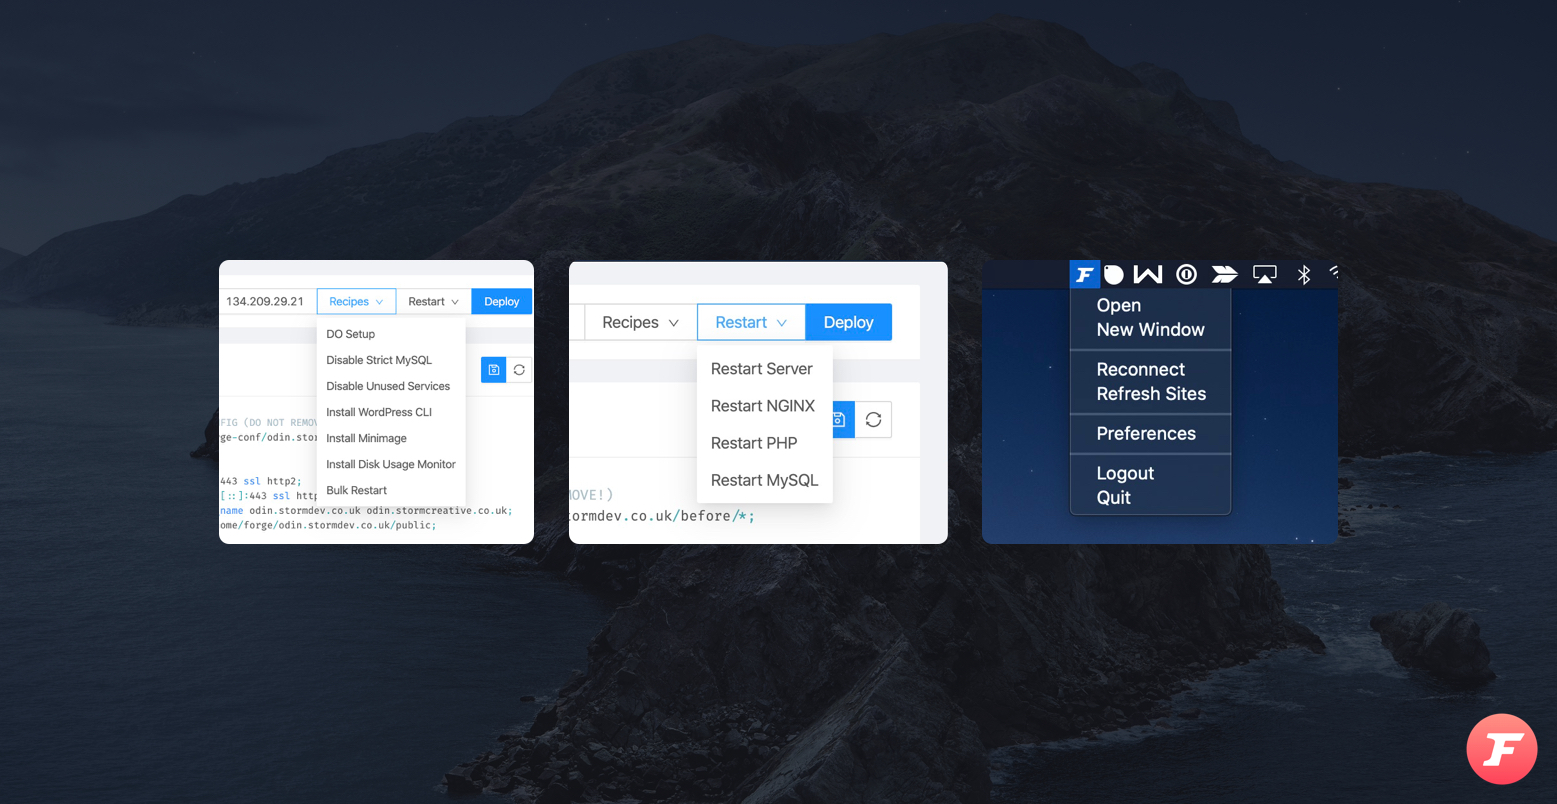 134.209.29.21 Recipes Restart Deploy
DO Setup
Disable Strict MySQL
Disable Unused Services
Install WordPress CLI
Install Minimage
Install Disk Usage Monitor
Bulk Restart
FIG (DO NOT REMOV
ge-conf/odin.stor
443 ssl http2;
[::]:443 ssl http
name odin.stormdev.co.uk odin.stormcreative.co.uk;
ome/forge/odin.stormdev.co.uk/public;
Recipes Restart Deploy
Restart Server
Restart NGINX
Restart PHP
Restart MySQL
MOVE!)
tormdev.co.uk/before/*;
F
Open
New Window
Reconnect
Refresh Sites
Preferences
Logout
Quit
F